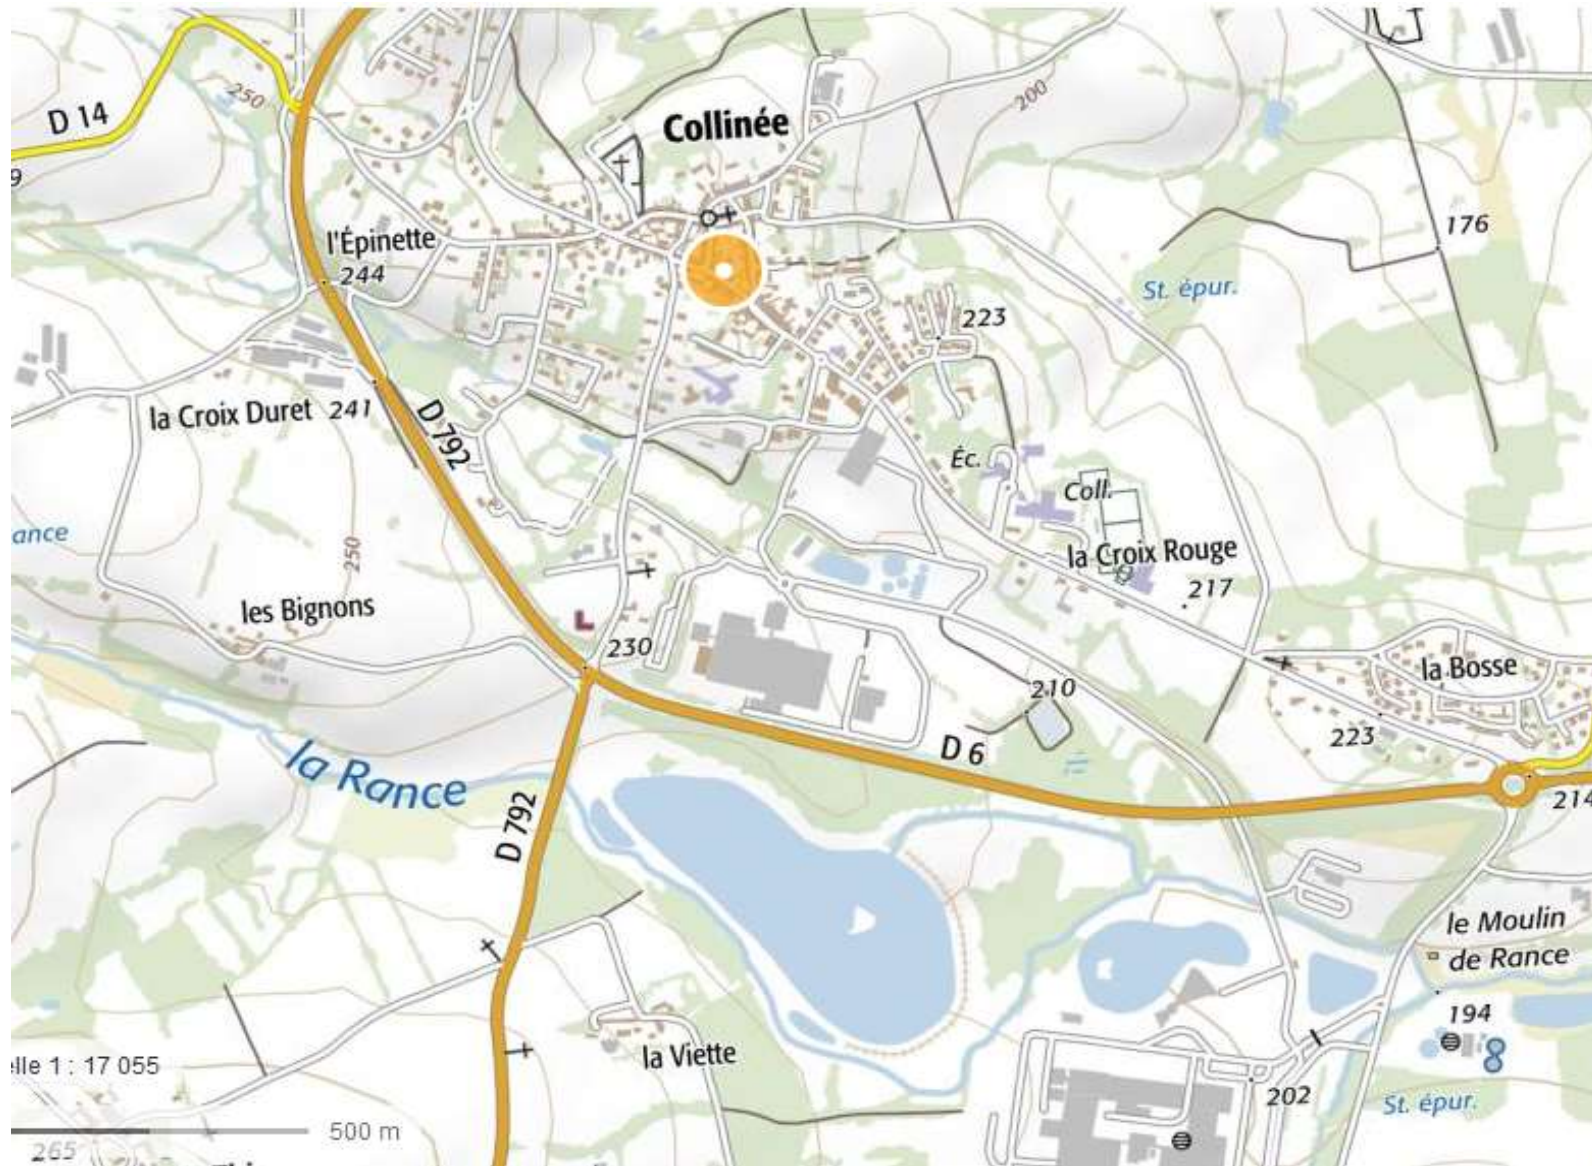 D 14
250
Collinée
200
9
l'Épinette
244
176
St. épur.
223
la Croix Duret
241
D 792
Éc.
Coll.
ance
250
la Croix Rouge
217
les Bignons
230
la Bosse
210
223
D 6
214
la Rance
D 792
le Moulin
de Rance
194
la Viette
lle 1 : 17 055
202
St. épur.
500 m
265